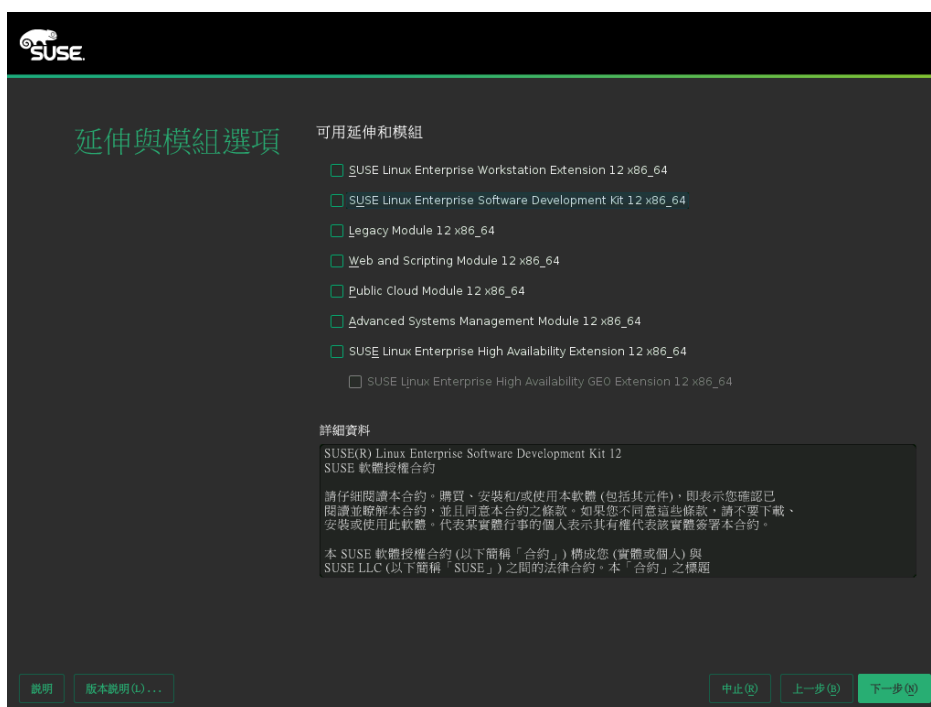 SUSE.
延伸與模組選項
可用延伸和模組
SUSE Linux Enterprise Workstation Extension 12 x86_64
SUSE Linux Enterprise Software Development Kit 12 x86_64
Legacy Module 12 x86_64
Web and Scripting Module 12 x86_64
Public Cloud Module 12 x86_64
Advanced Systems Management Module 12 x86_64
SUSE Linux Enterprise High Availability Extension 12 x86_64
SUSE Linux Enterprise High Availability GEO Extension 12 x86_64
詳細資料
SUSE(R) Linux Enterprise Software Development Kit 12
SUSE 軟體授權合約
請仔細閱讀本合約。購買、安裝和/或使用本軟體 (包括其元件)，即表示您確認已
閱讀並瞭解本合約，並且同意本合約之條款。如果您不同意這些條款，請不要下載、
安裝或使用此軟體。代表某實體行事的個人表示其有權代表該實體簽署本合約。
本 SUSE 軟體授權合約 (以下簡稱「合約」) 構成您 (實體或個人) 與
SUSE LLC (以下簡稱「SUSE」) 之間的法律合約。本「合約」之標題
說明
版本說明(L)...
中止(R)
上一步(B)
下一步(N)